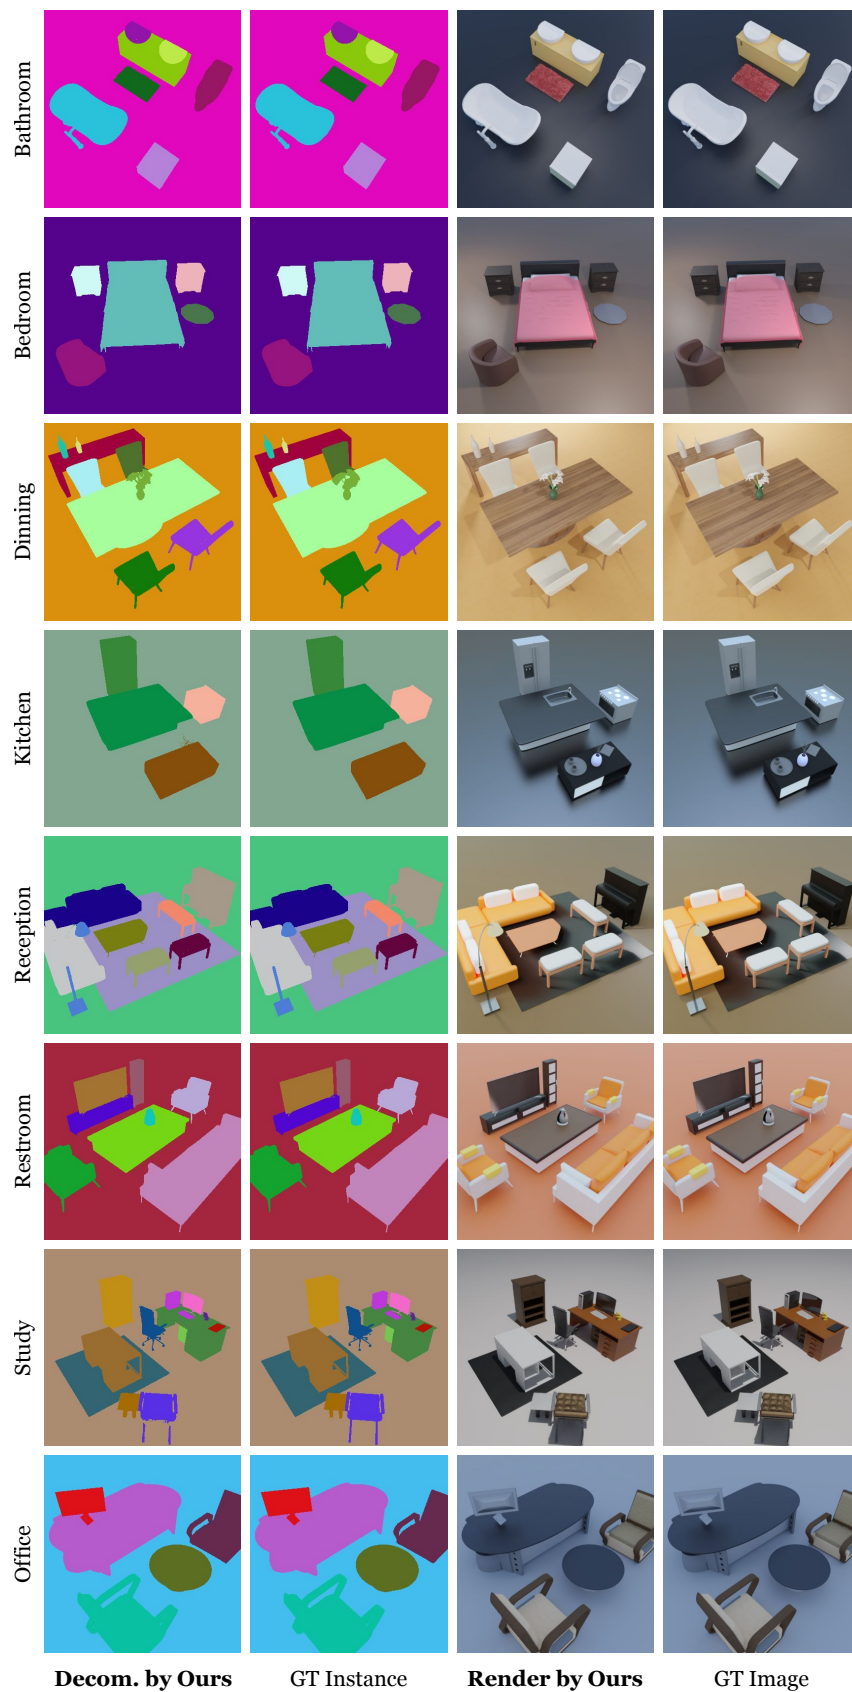 Bathroom
Bedroom
Dinning
Kitchen
Reception
Restroom
Study
Office
Decom. by Ours GT Instance Render by Ours GT Image